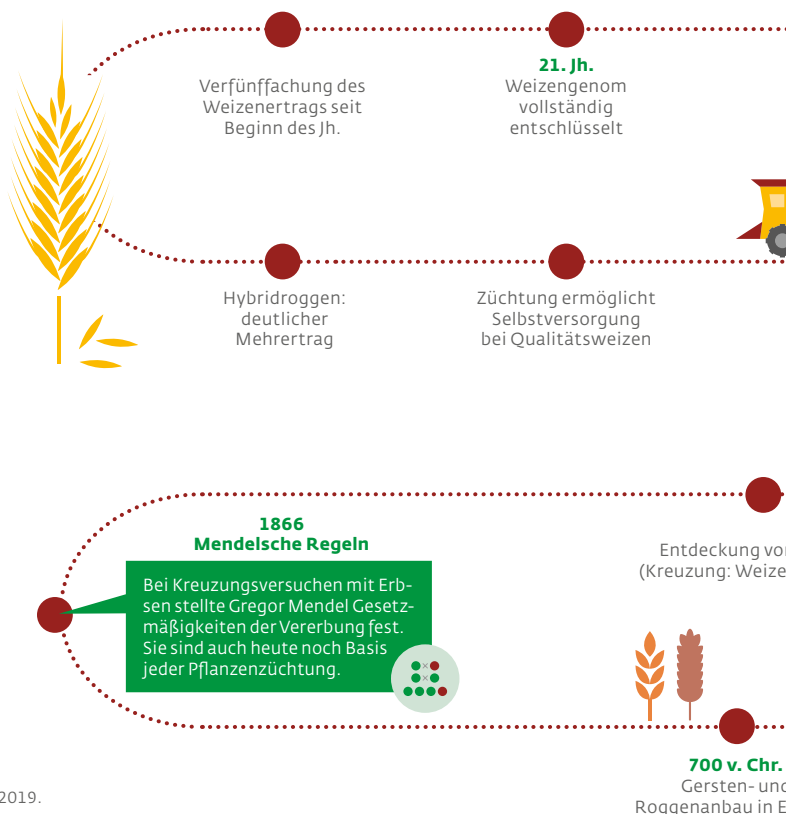 Verfünffachung des
Weizenertrags seit
Beginn des Jh.
21. Jh.
Weizengenom
vollständig
entschlüsselt
Hybridroggen:
deutlicher
Mehrertrag
Züchtung ermöglicht
Selbstversorgung
bei Qualitätsweizen
1866
Mendelsche Regeln
Bei Kreuzungsversuchen mit Erb-
sen stellte Gregor Mendel Gesetz-
mäßigkeiten der Vererbung fest.
Sie sind auch heute noch Basis
jeder Pflanzenzüchtung.
Entdeckung
(Kreuzung:
700 v. Chr.
Gersten- und
Roggenanbau in
2019.